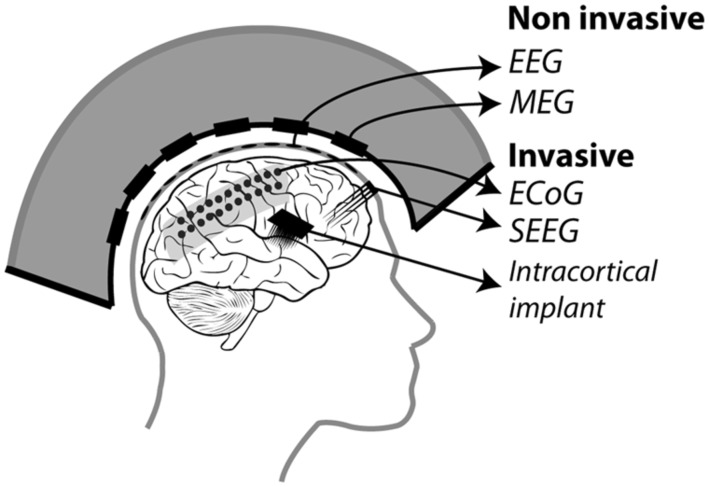 Non invasive
EEG
MEG
Invasive
ECoG
SEEG
Intracortical
implant